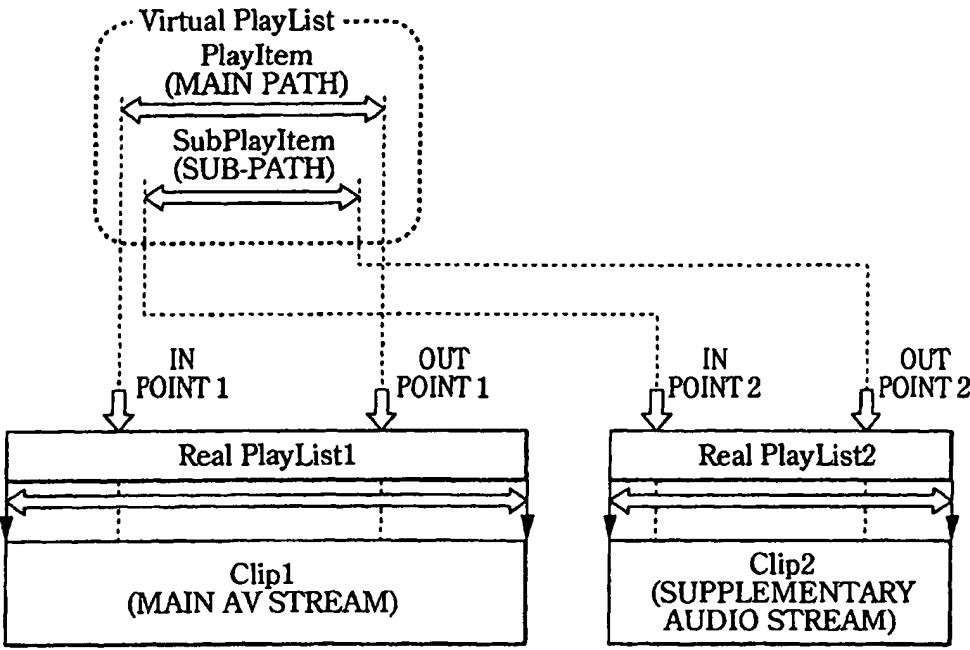 Virtual PlayList
PlayItem
(MAIN PATH)
SubPlayItem
(SUB-PATH)
IN
POINT 1
OUT
POINT 1
IN
POINT 2
OUT
POINT 2
Real PlayList1
Real PlayList2
Clip1
(MAIN AV STREAM)
Clip2
(SUPPLEMENTARY
AUDIO STREAM)